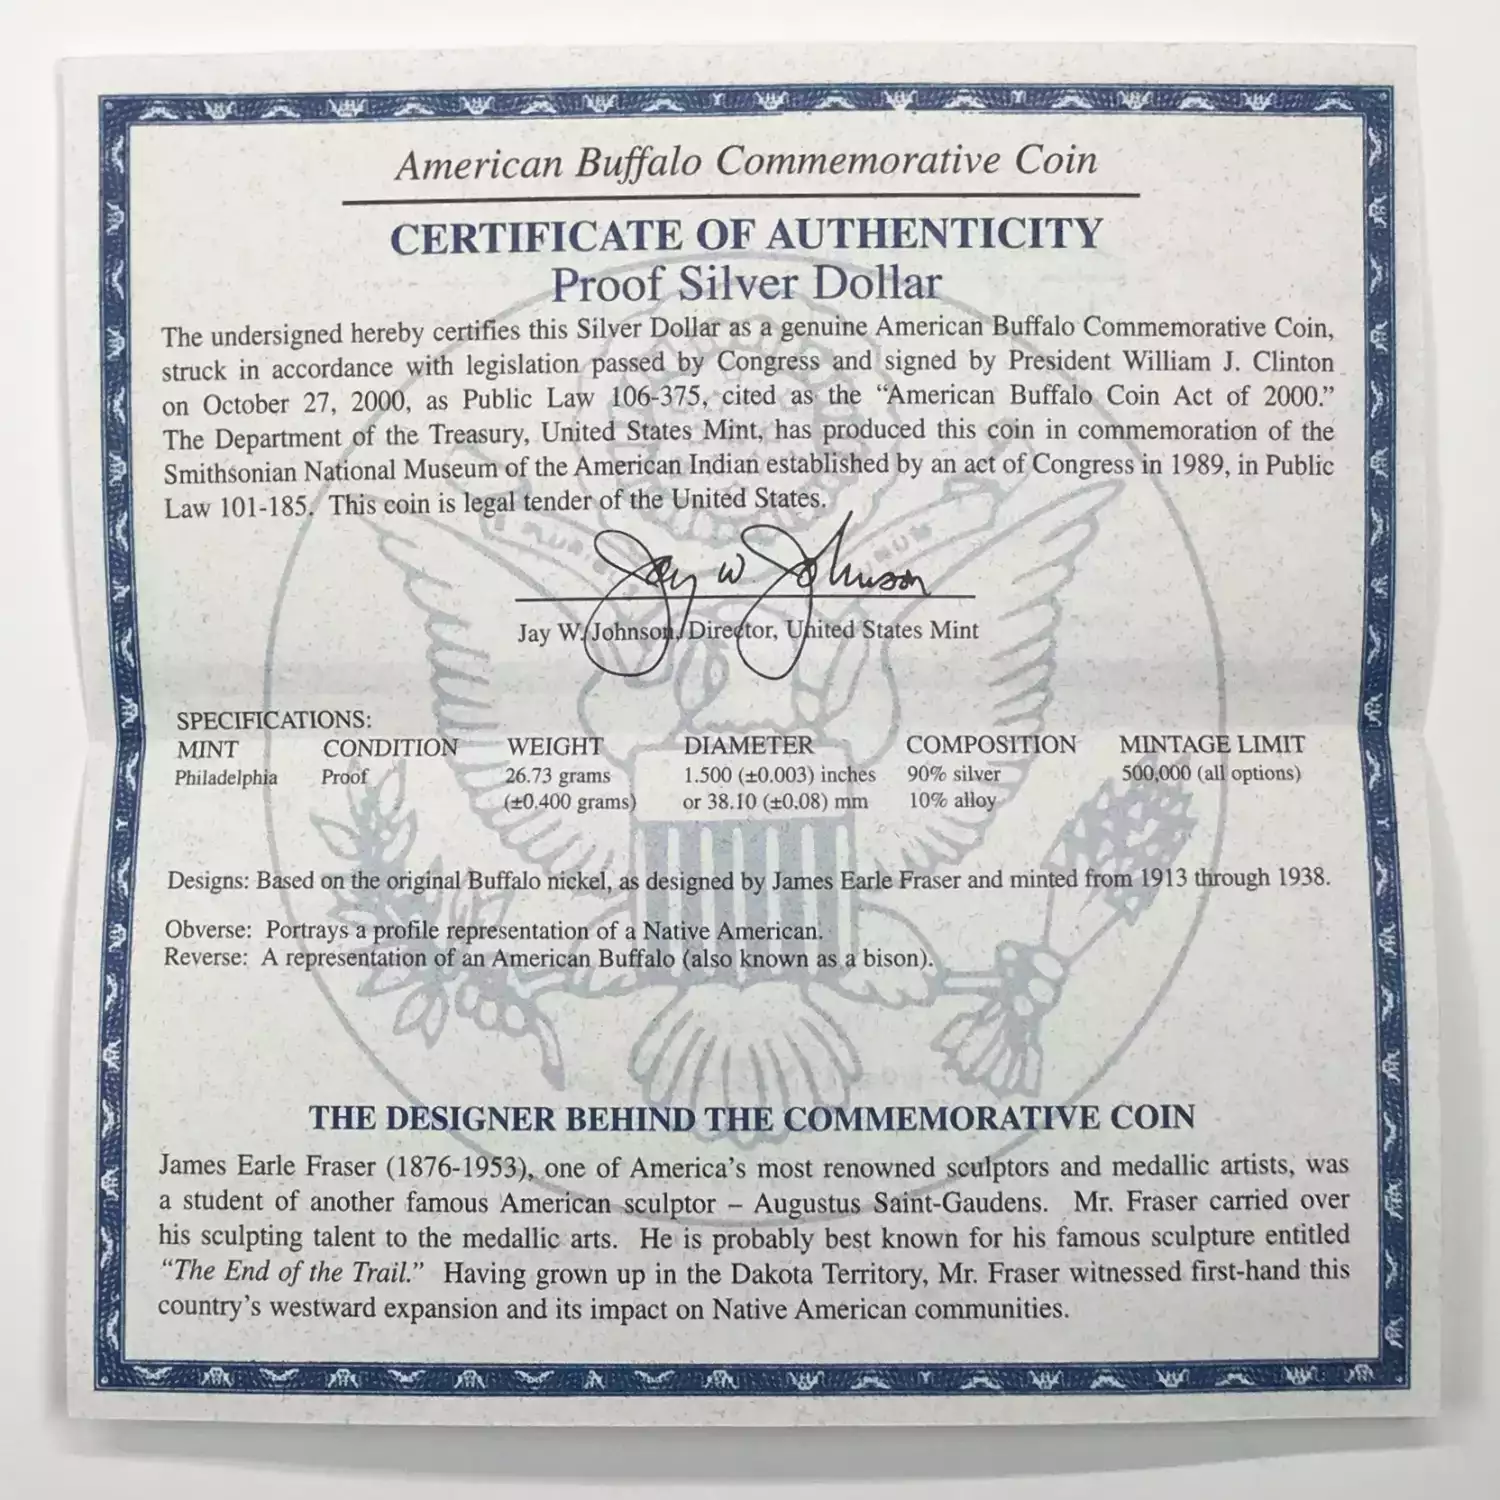 American Buffalo Commemorative Coin
CERTIFICATE OF AUTHENTICITY
Proof Silver Dollar
The undersigned hereby certifies this Silver Dollar as a genuine American Buffalo Commemorative Coin,
struck in accordance with legislation passed by Congress and signed by President William J. Clinton
on October 27, 2000, as Public Law 106-375, cited as the “American Buffalo Coin Act of 2000.”
The Department of the Treasury, United States Mint, has produced this coin in commemoration of the
Smithsonian National Museum of the American Indian established by an act of Congress in 1989, in Public
Law 101-185. This coin is legal tender of the United States.
Jay W Johnson
Jay W. Johnson, Director, United States Mint
SPECIFICATIONS:
MINT CONDITION WEIGHT DIAMETER COMPOSITION MINTAGE LIMIT
Philadelphia Proof 26.73 grams 1.500 (±0.003) inches 90% silver 500,000 (all options)
(±0.400 grams) or 38.10 (±0.08) mm 10% alloy
Designs: Based on the original Buffalo nickel, as designed by James Earle Fraser and minted from 1913 through 1938.
Obverse: Portrays a profile representation of a Native American.
Reverse: A representation of an American Buffalo (also known as a bison).
THE DESIGNER BEHIND THE COMMEMORATIVE COIN
James Earle Fraser (1876-1953), one of America’s most renowned sculptors and medallic artists, was
a student of another famous American sculptor – Augustus Saint-Gaudens. Mr. Fraser carried over
his sculpting talent to the medallic arts. He is probably best known for his famous sculpture entitled
“The End of the Trail.” Having grown up in the Dakota Territory, Mr. Fraser witnessed first-hand this
country’s westward expansion and its impact on Native American communities.